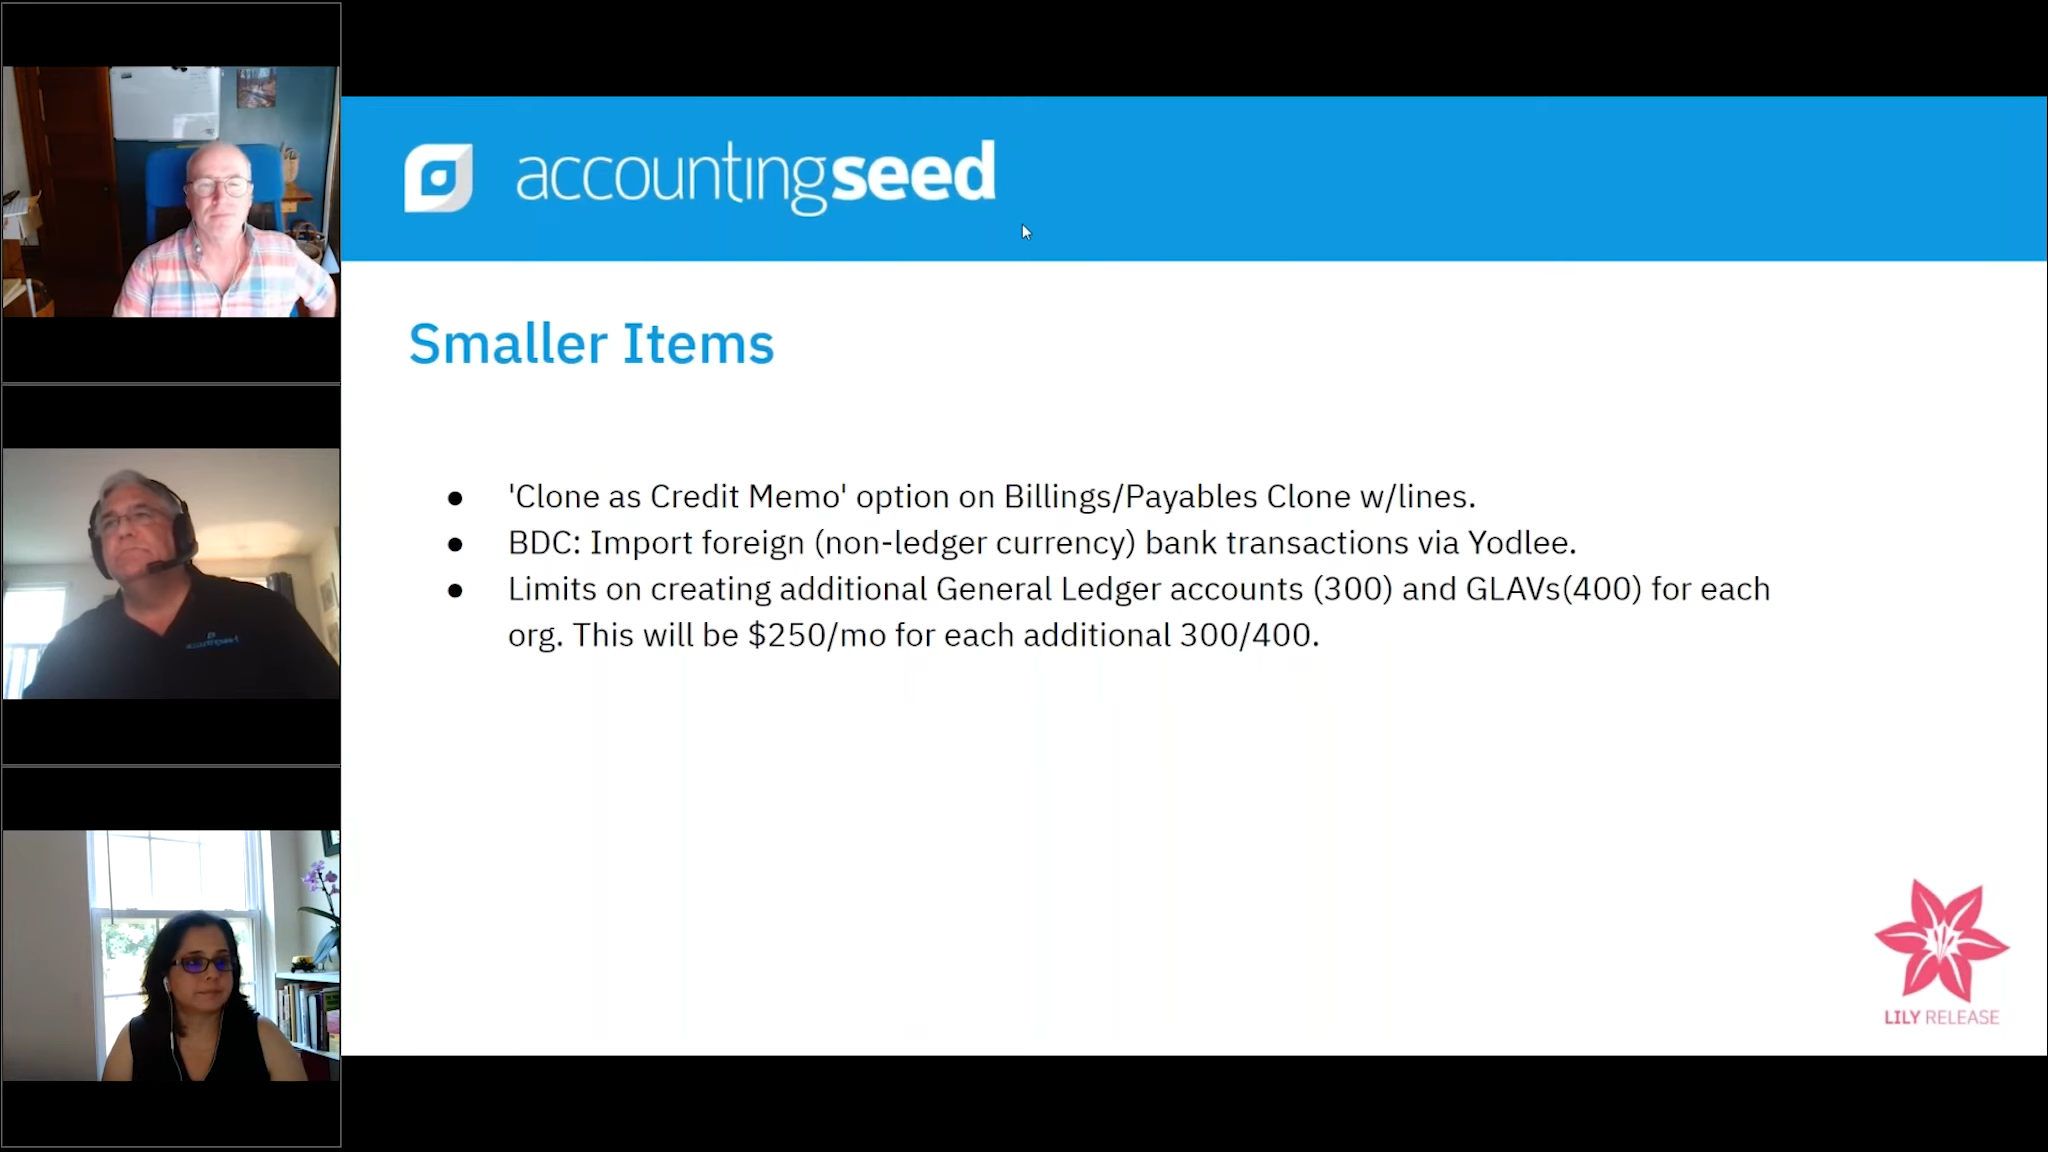 accountingseed
Smaller Items
● 'Clone as Credit Memo' option on Billings/Payables Clone w/lines.
● BDC: Import foreign (non-ledger currency) bank transactions via Yodlee.
● Limits on creating additional General Ledger accounts (300) and GLAVs(400) for each
org. This will be $250/mo for each additional 300/400.
LILY RELEASE